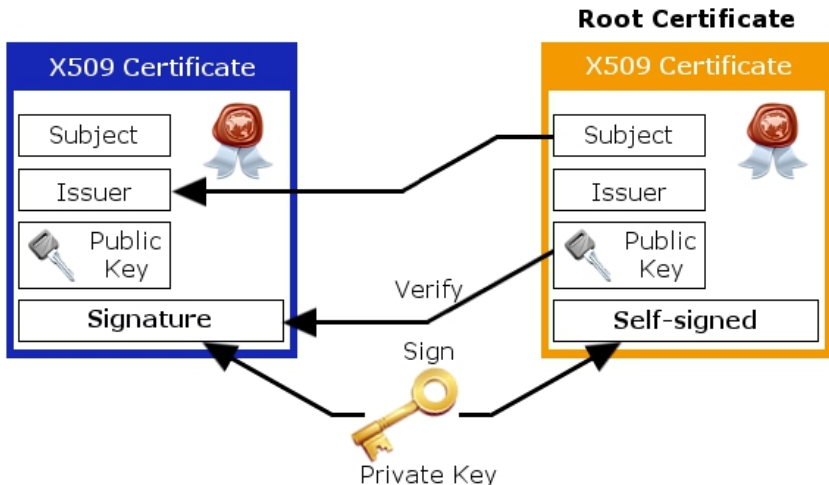 Root Certificate
X509 Certificate
Subject
Issuer
Public
Key
Signature
X509 Certificate
Subject
Issuer
Public
Key
Self-signed
Verify
Sign
Private Key